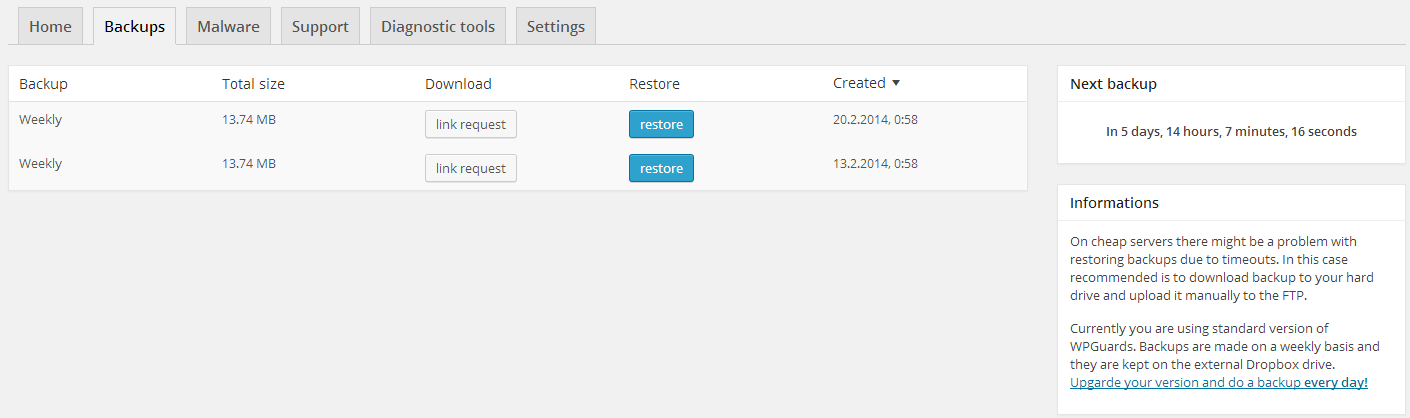 Home Backups Malware Support Diagnostic tools Settings
Backup Total size Download Restore Created
Weekly 13.74 MB link request restore 20.2.2014, 0:58
Weekly 13.74 MB link request restore 13.2.2014, 0:58
Next backup
In 5 days, 14 hours, 7 minutes, 16 seconds
Informations
On cheap servers there might be a problem with
restoring backups due to timeouts. In this case
recommended is to download backup to your hard
drive and upload it manually to the FTP.
Currently you are using standard version of
WPGuards. Backups are made on a weekly basis and
they are kept on the external Dropbox drive.
Upgarde your version and do a backup every day!